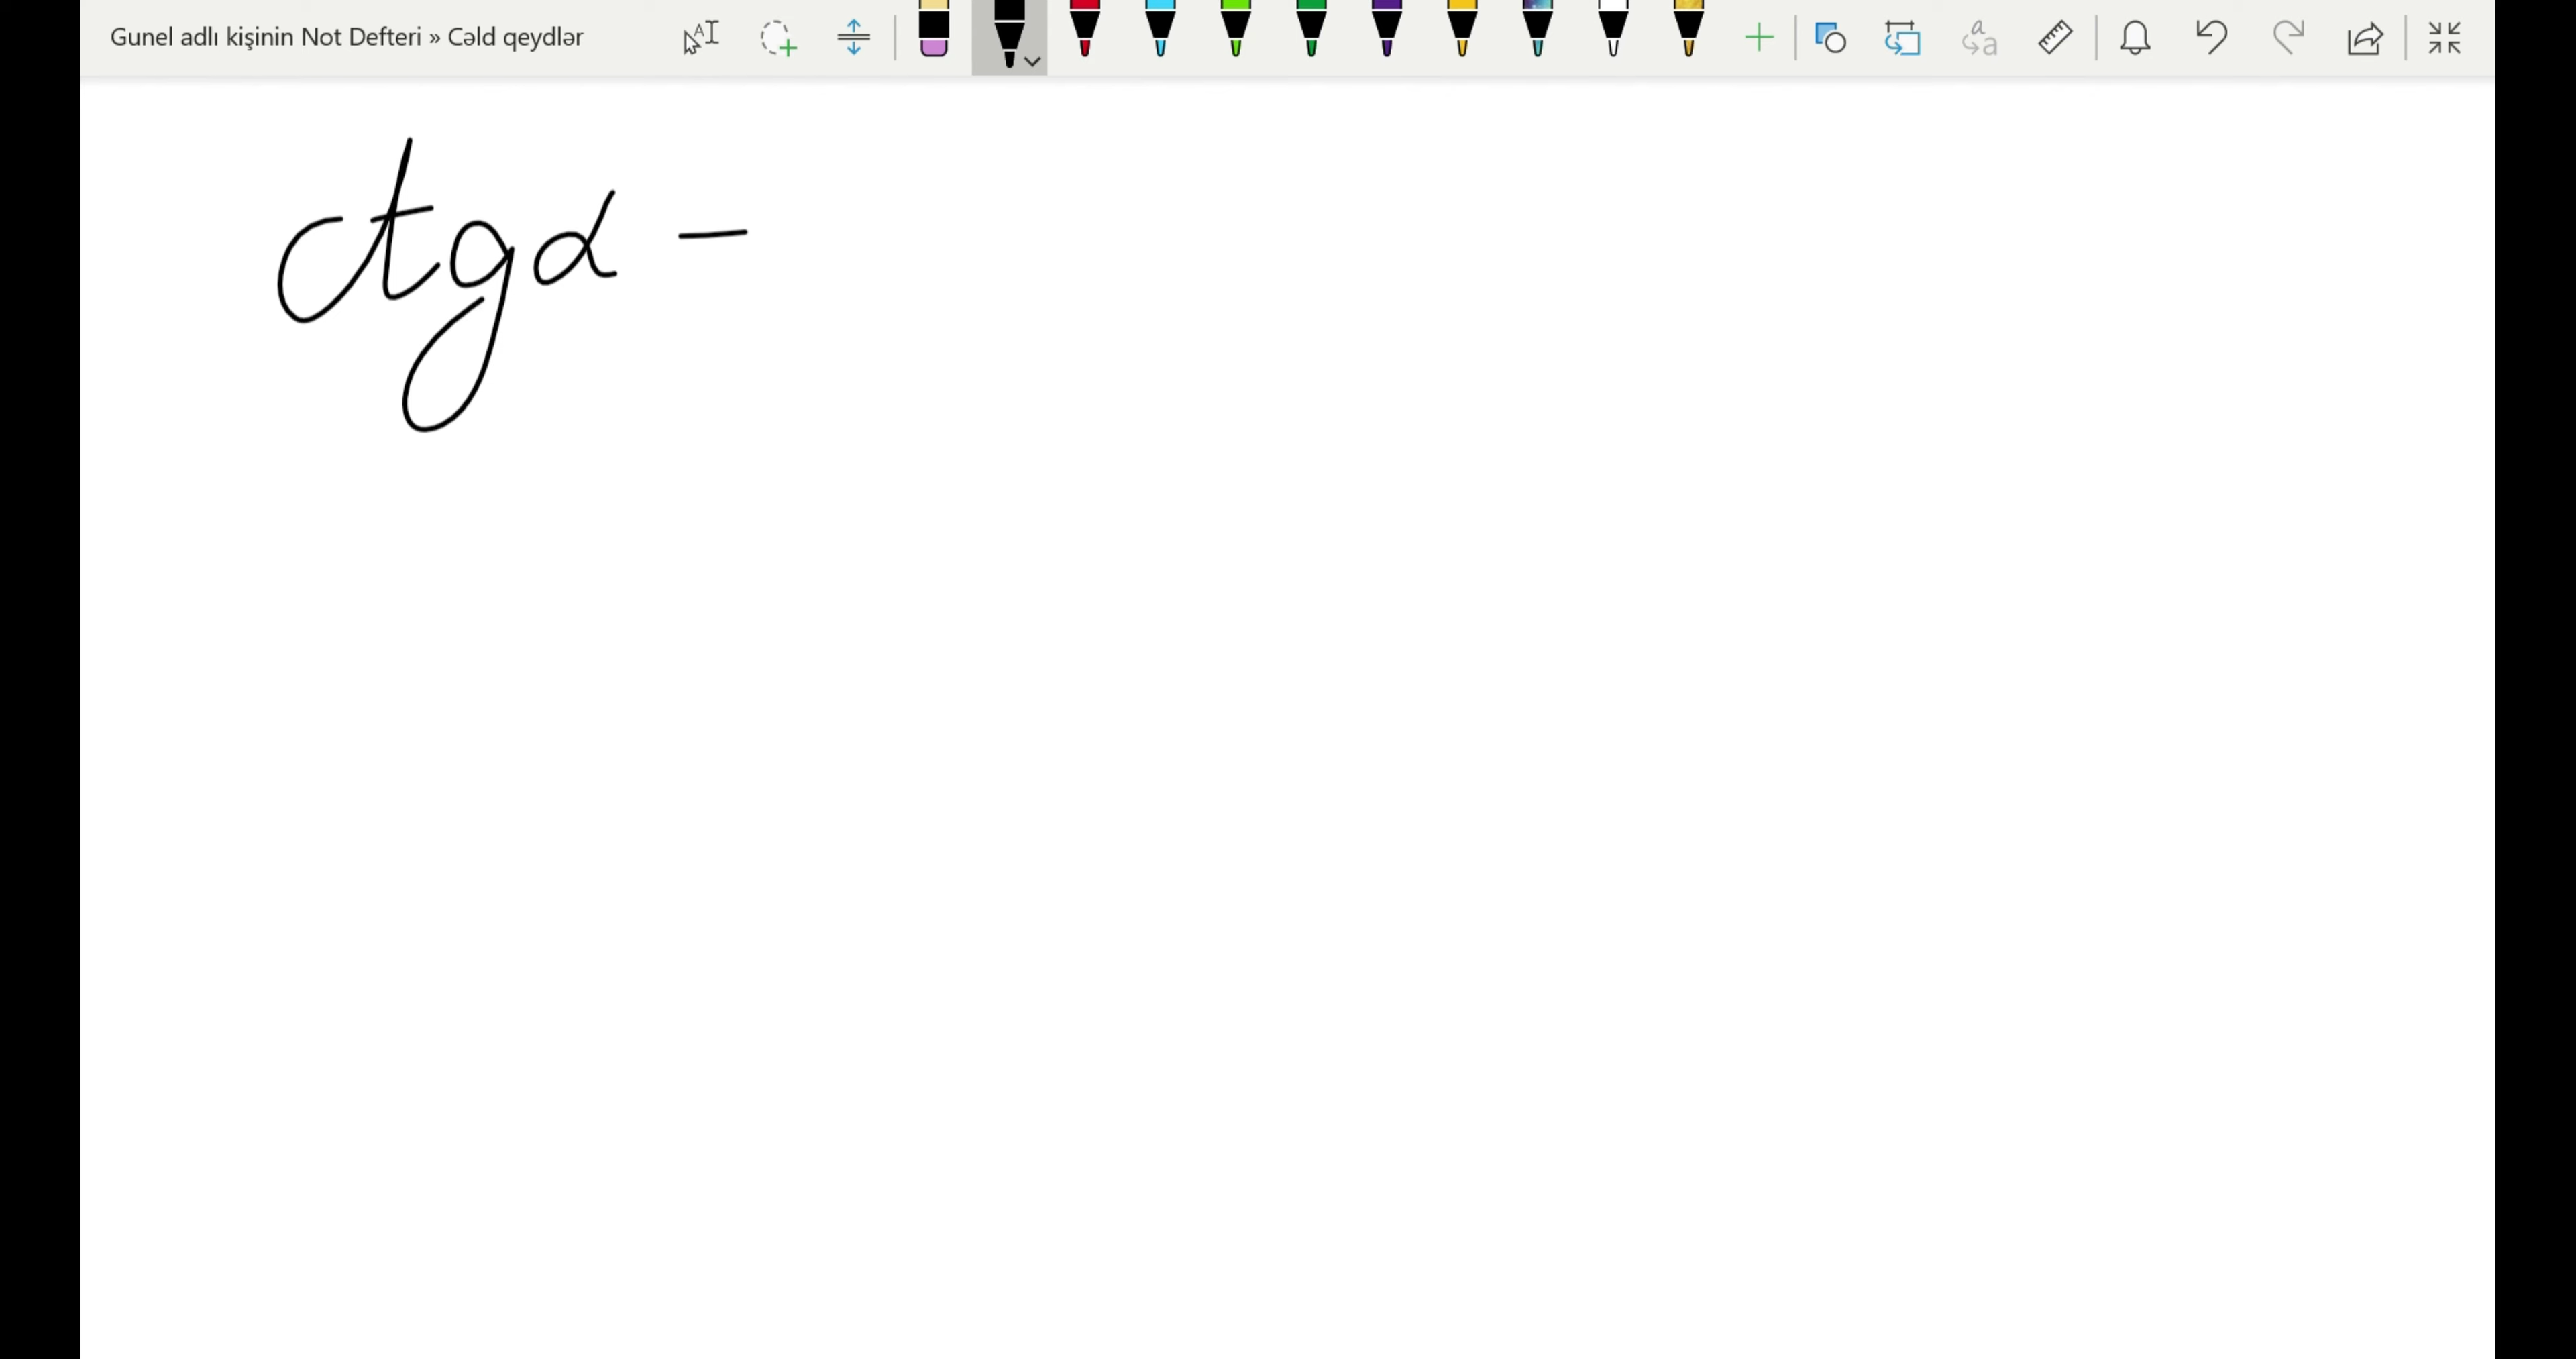 Gunel adlı kişinin Not Defteri » Cəld qeydlər
ctgα –